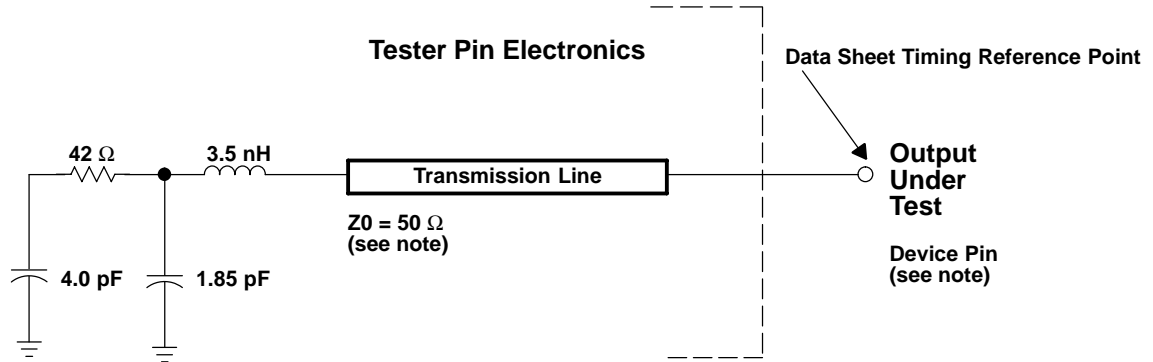 Tester Pin Electronics
Data Sheet Timing Reference Point
42 Ω
3.5 nH
Transmission Line
Output
Under
Test
Z0 = 50 Ω
(see note)
Device Pin
(see note)
4.0 pF
1.85 pF